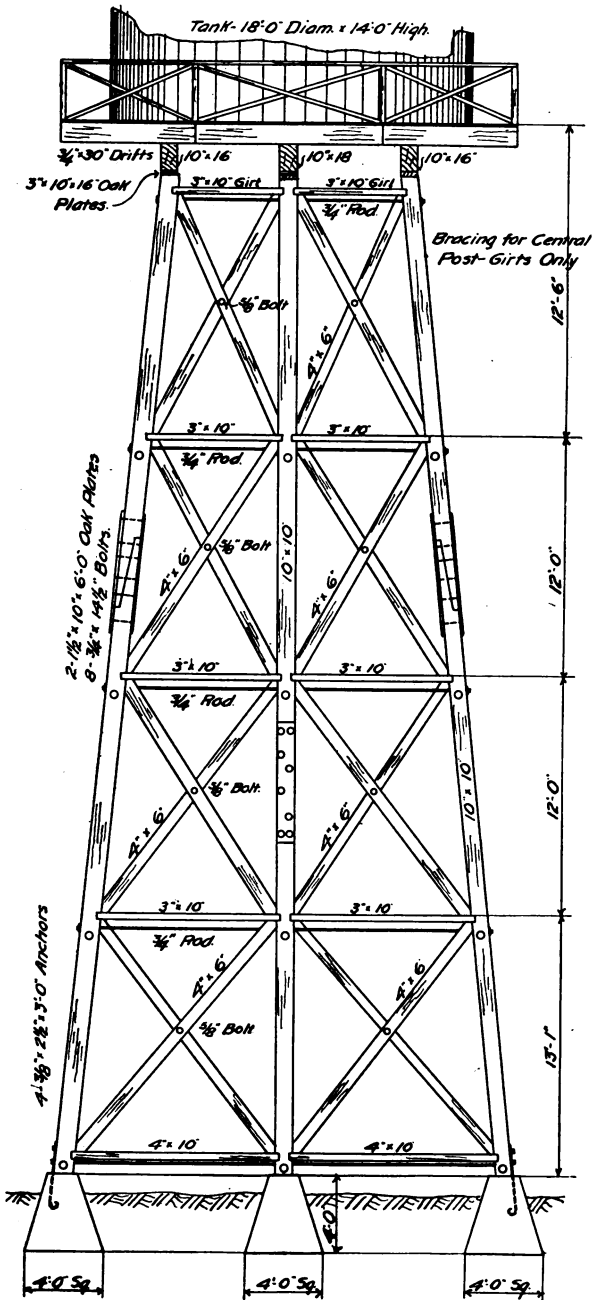 Tank - 18'-0" Diam. x 14'-0" High.
3/4" x 30" Drifts
10" x 16
10" x 18
10" x 16"
3" x 10" x 16" Oak
Plates.
3" x 10" Girt
3" x 10" Girl
3/4" Rod.
Bracing for Central
Post - Girts Only
12'-6"
5/8" Bolt
4" x 6"
3" x 10"
3" x 10"
3/4" Rod.
2-1 1/2" x 10" x 6'-0" Oak Plates
8 - 3/4" x 14 1/2" Bolts.
5/8" Bolt
4" x 6"
10" x 10"
4" x 6"
12'-0"
3" x 10"
3" x 10"
3/4" Rod.
5/8" Bolt.
4" x 6"
4" x 6"
10" x 10"
12'-0"
3" x 10"
3" x 10"
3/4" Rod.
4" x 6"
4" x 6"
5/8" Bolt
4'-3/8" x 2 1/2" x 3'-0" Anchors
13'-1"
4" x 10"
4" x 10"
4'-0"
4'-0" Sq.
4'-0" Sq.
4'-0" Sq.